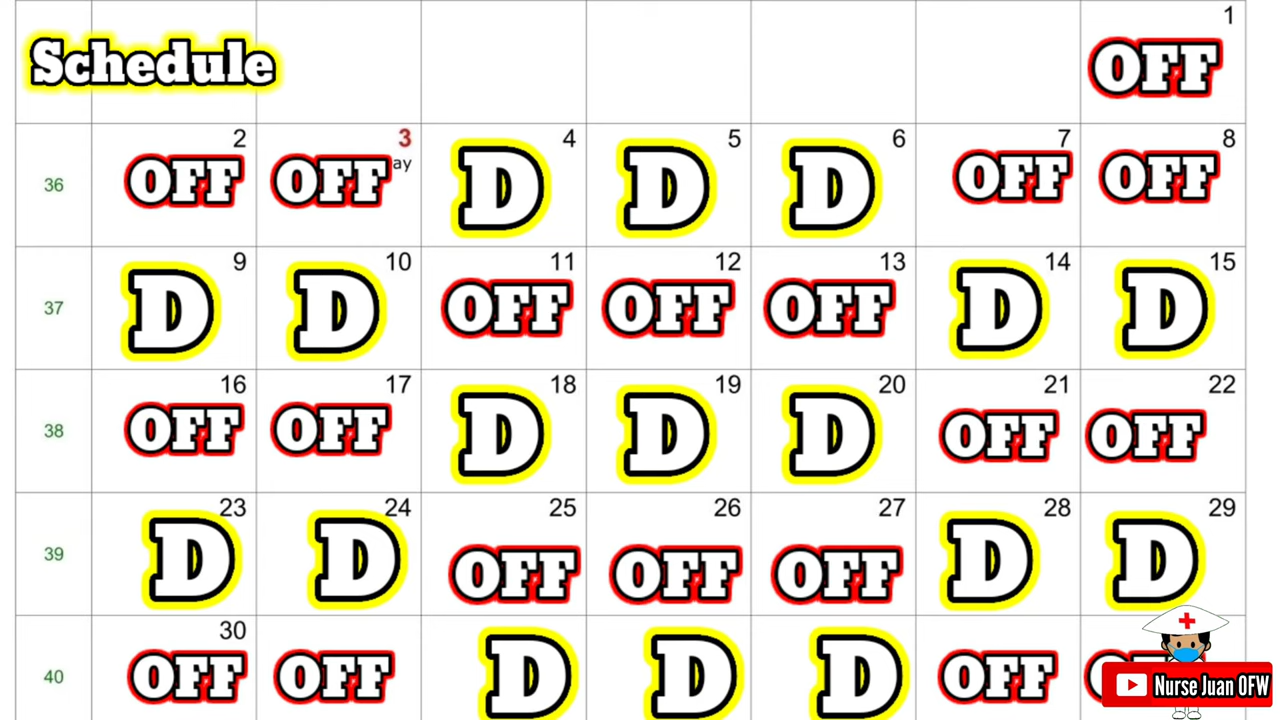 1
Schedule
OFF
2 3 4 5 6 7 8
ay
36 OFF OFF D D D OFF OFF
9 10 11 12 13 14 15
37 D D OFF OFF OFF D D
16 17 18 19 20 21 22
38 OFF OFF D D D OFF OFF
23 24 25 26 27 28 29
39 D D OFF OFF OFF D D
30
40 OFF OFF D D D OFF
Nurse Juan OFW